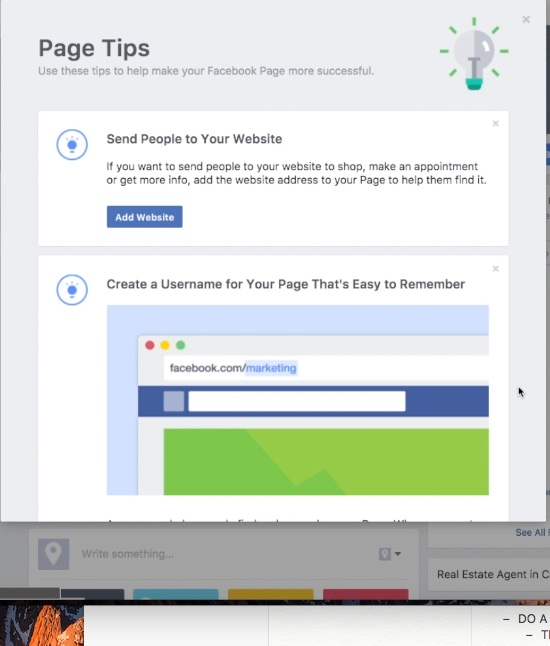 Page Tips
Use these tips to help make your Facebook Page more successful.
Send People to Your Website
If you want to send people to your website to shop, make an appointment
or get more info, add the website address to your Page to help them find it.
Add Website
Create a Username for Your Page That's Easy to Remember
facebook.com/marketing
Write something...
See All
Real Estate Agent in C
– DO A